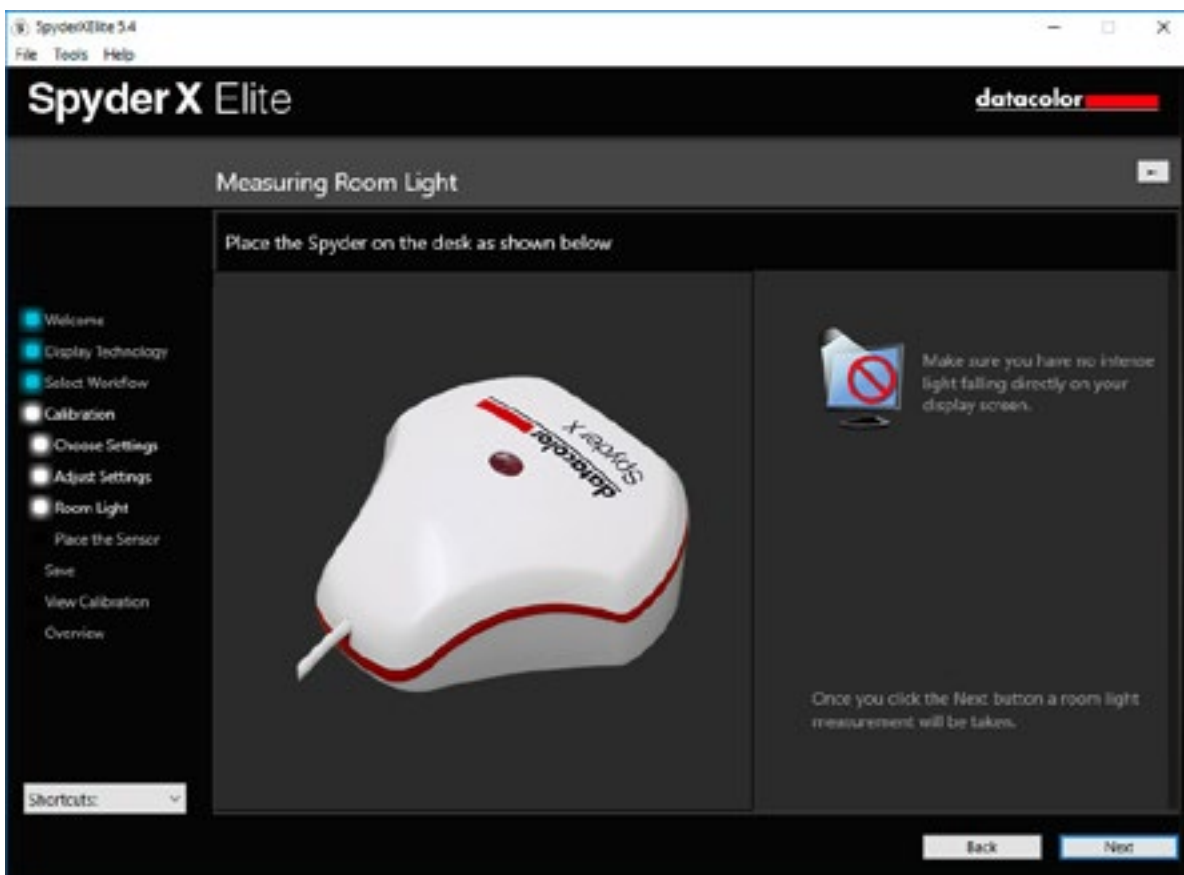 SpyderXElite 5.4
File Tools Help
Spyder X Elite
datacolor
Measuring Room Light
Place the Spyder on the desk as shown below
Welcome
Display Technology
Select Workflow
Calibration
Choose Settings
Adjust Settings
Room Light
Place the Sensor
Save
View Calibration
Overview
Shortcuts:
datacolor
Spyder X
Make sure you have no intense
light falling directly on your
display screen.
Once you click the Next button a room light
measurement will be taken.
Back Next